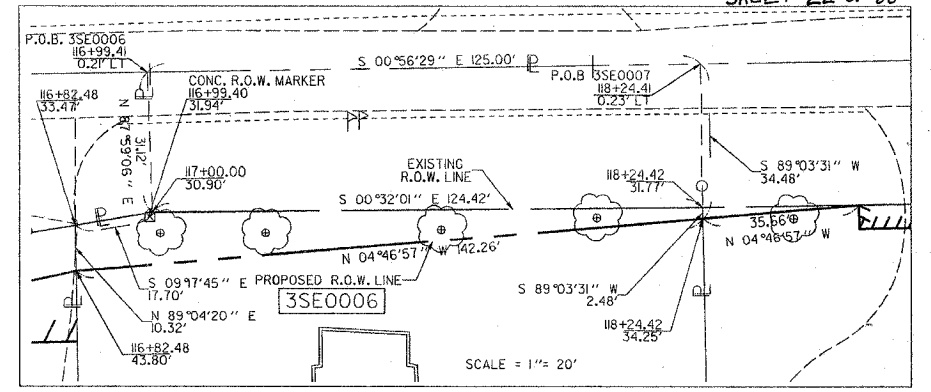 P.O.B. 3SE0006
116+99.41
0.21' LT
CONC. R.O.W. MARKER
116+99.40
31.94'
S 00°56'29" E 125.00'
P.O.B 3SE0007
118+24.41
0.23' LT
116+82.48
33.47'
N 87°59'06" E
31.12'
117+00.00
30.90'
EXISTING
R.O.W. LINE
S 00°32'01" E 124.42'
118+24.42
31.77'
S 89°03'31" W
34.48'
35.66'
N 04°46'57" W
N 04°46'57" W 142.26'
S 09°17'45" E
17.70'
PROPOSED R.O.W. LINE
3SE0006
N 89°04'20" E
10.32'
S 89°03'31" W
2.48'
116+82.48
43.80'
118+24.42
34.25'
SCALE = 1"= 20'